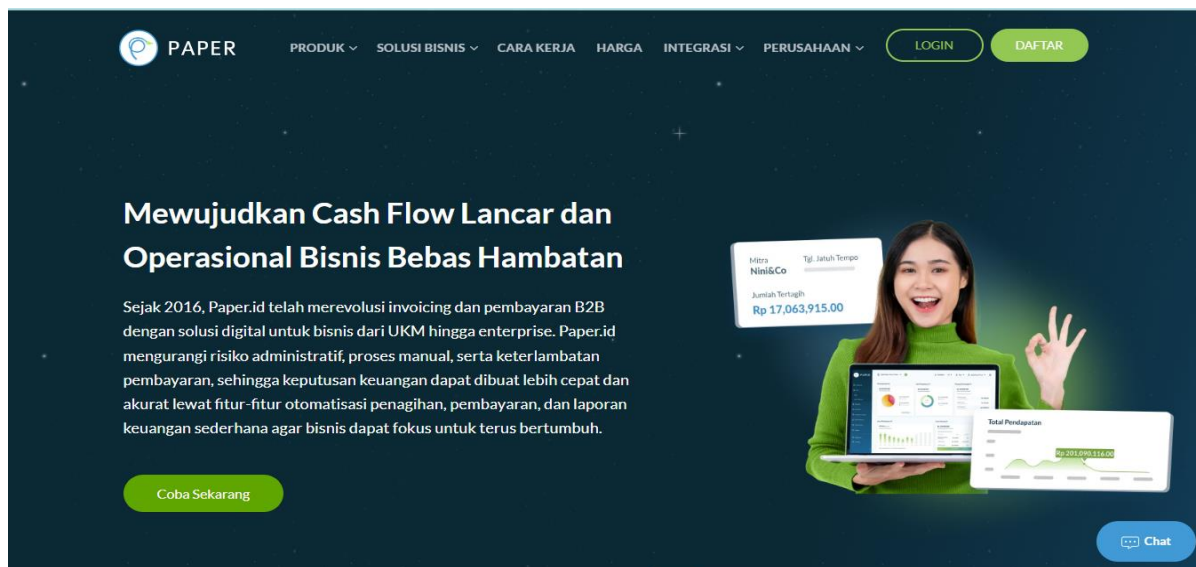 PAPER
PRODUK
SOLUSI BISNIS
CARA KERJA
HARGA
INTEGRASI
PERUSAHAAN
LOGIN
DAFTAR
Mewujudkan Cash Flow Lancar dan
Operasional Bisnis Bebas Hambatan
Sejak 2016, Paper.id telah merevolusi invoicing dan pembayaran B2B
dengan solusi digital untuk bisnis dari UKM hingga enterprise. Paper.id
mengurangi risiko administratif, proses manual, serta keterlambatan
pembayaran, sehingga keputusan keuangan dapat dibuat lebih cepat dan
akurat lewat fitur-fitur otomatisasi penagihan, pembayaran, dan laporan
keuangan sederhana agar bisnis dapat fokus untuk terus bertumbuh.
Coba Sekarang
Mitra
Nini&Co
Tgl. Jatuh Tempo
Jumlah Tertagih
Rp 17,063,915.00
Total Pendapatan
Rp 201,090,116.00
Chat